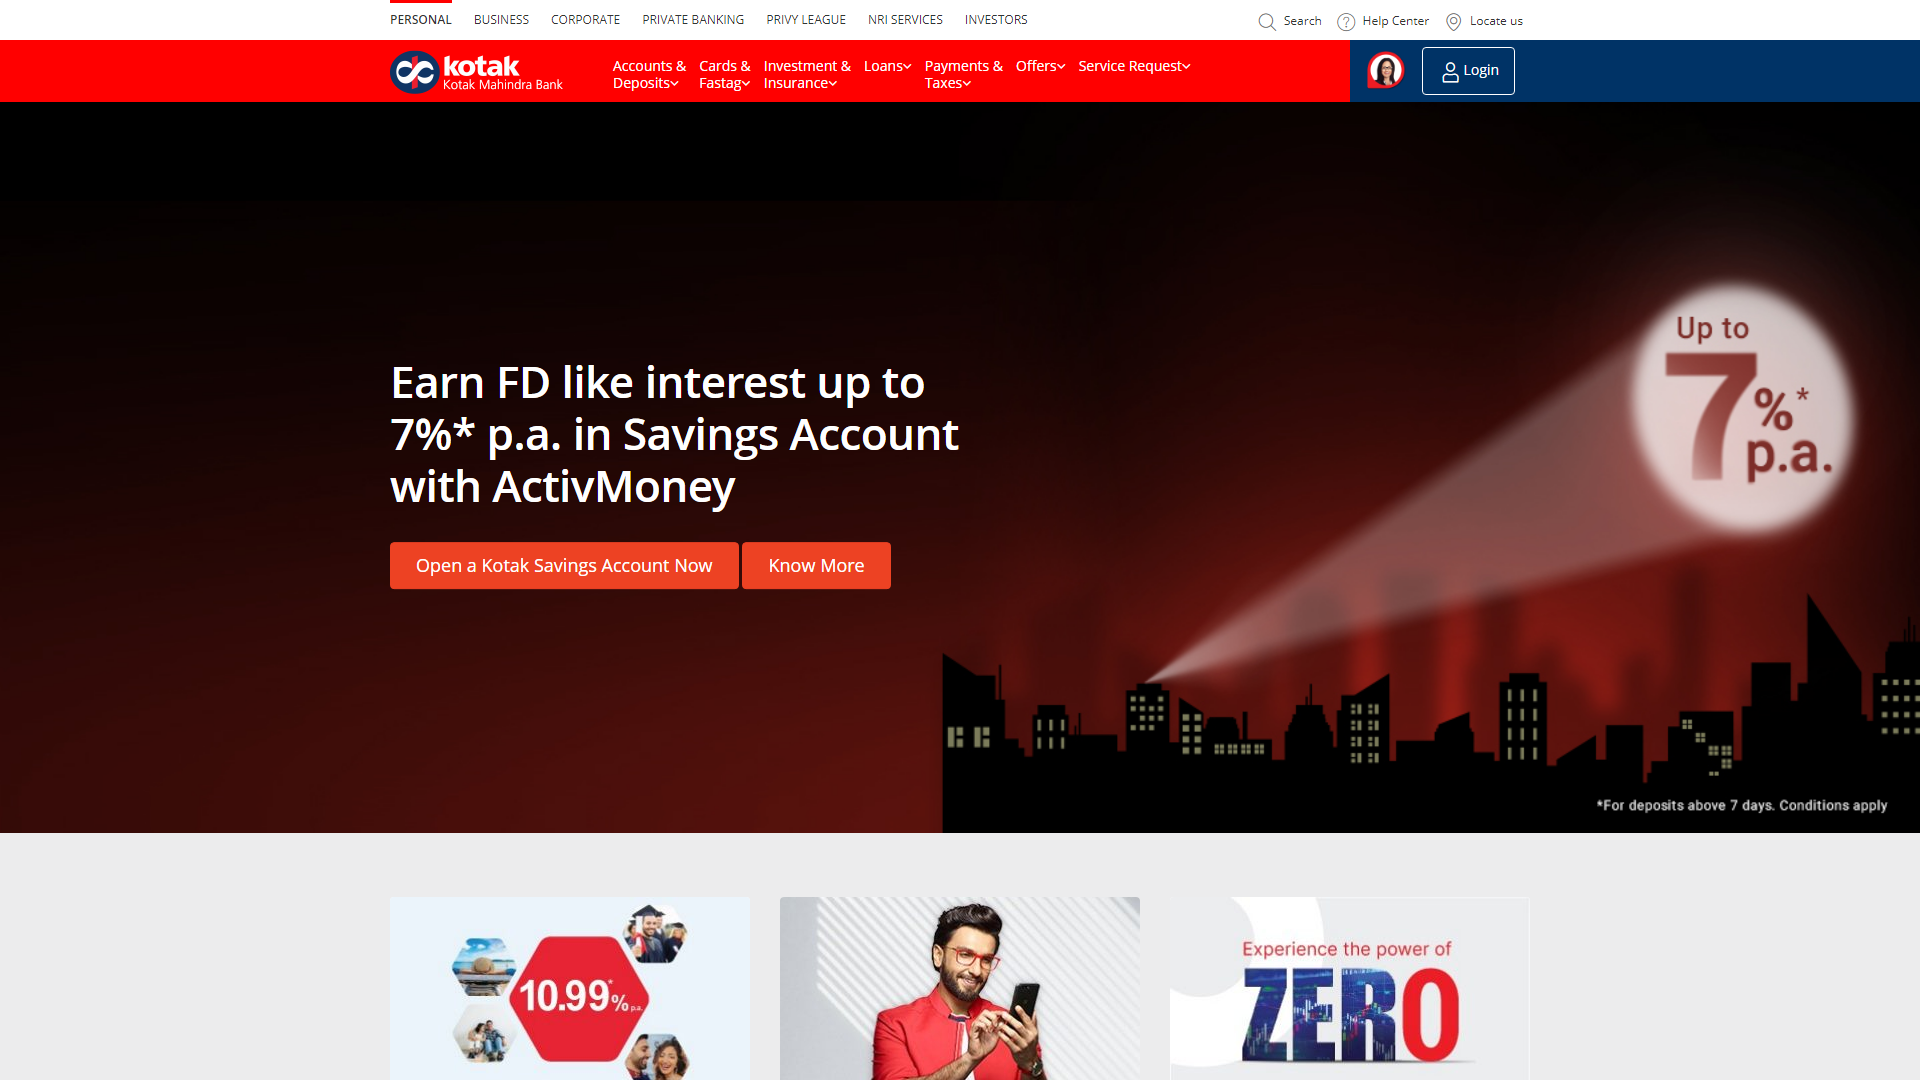 PERSONAL BUSINESS CORPORATE PRIVATE BANKING PRIVY LEAGUE NRI SERVICES INVESTORS Search Help Center Locate us
kotak
Kotak Mahindra Bank
Accounts &
Deposits
Cards &
Fastag
Investment &
Insurance
Loans
Payments &
Taxes
Offers
Service Request
Login
Earn FD like interest up to
7%* p.a. in Savings Account
with ActivMoney
Open a Kotak Savings Account Now Know More
Up to
7%*
p.a.
*For deposits above 7 days. Conditions apply
10.99*% p.a.
Experience the power of
ZERO